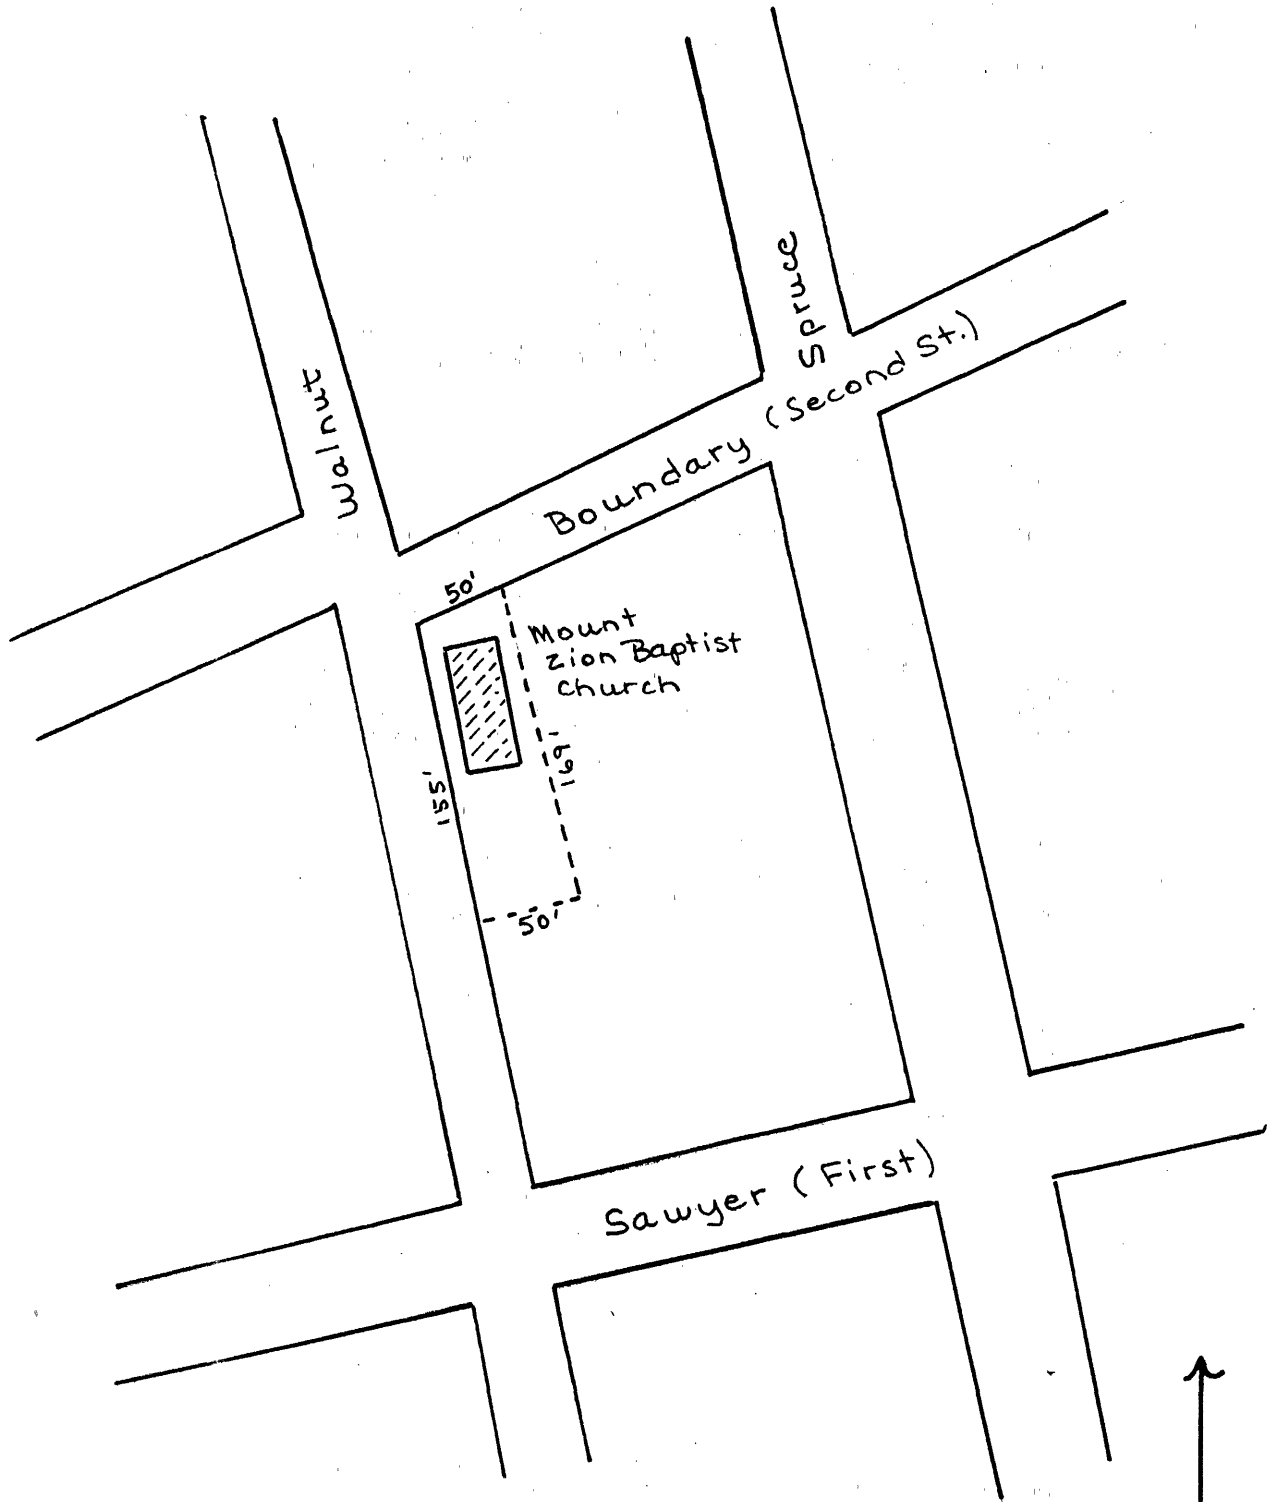 Spruce
Walnut
Boundary (Second St.)
50'
Mount
Zion Baptist
Church
155'
169'
50'
Sawyer (First)